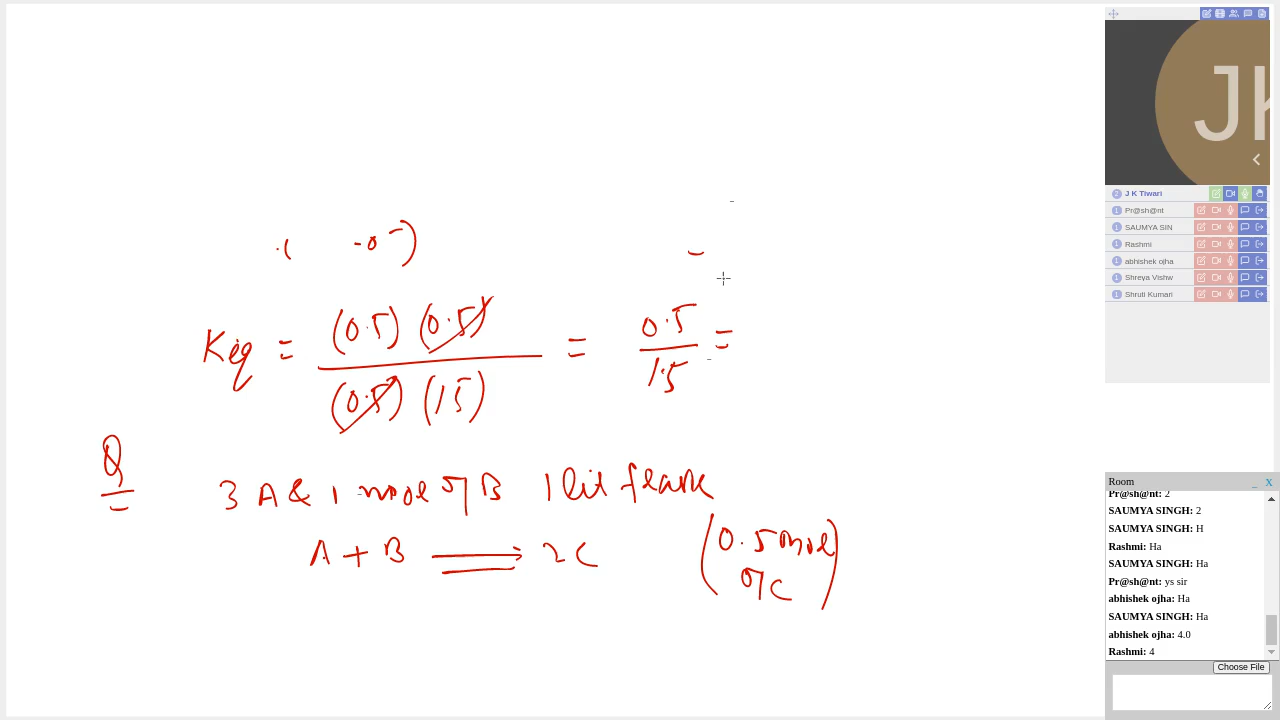 .( .05)
Keq = (0.5) (0.5) / (0.5) (1.5) = 0.5 / 1.5 =
Q
3 A & 1 mole of B 1 lit flask
A + B ⇌ 2C (0.5 mol
of C)
JK
J K Tiwari
Pr@sh@nt
SAUMYA SIN
Rashmi
abhishek ojha
Shreya Vishw
Shruti Kumari
Room _ X
Pr@sh@nt: 2
SAUMYA SINGH: 2
SAUMYA SINGH: H
Rashmi: Ha
SAUMYA SINGH: Ha
Pr@sh@nt: ys sir
abhishek ojha: Ha
SAUMYA SINGH: Ha
abhishek ojha: 4.0
Rashmi: 4
Choose File